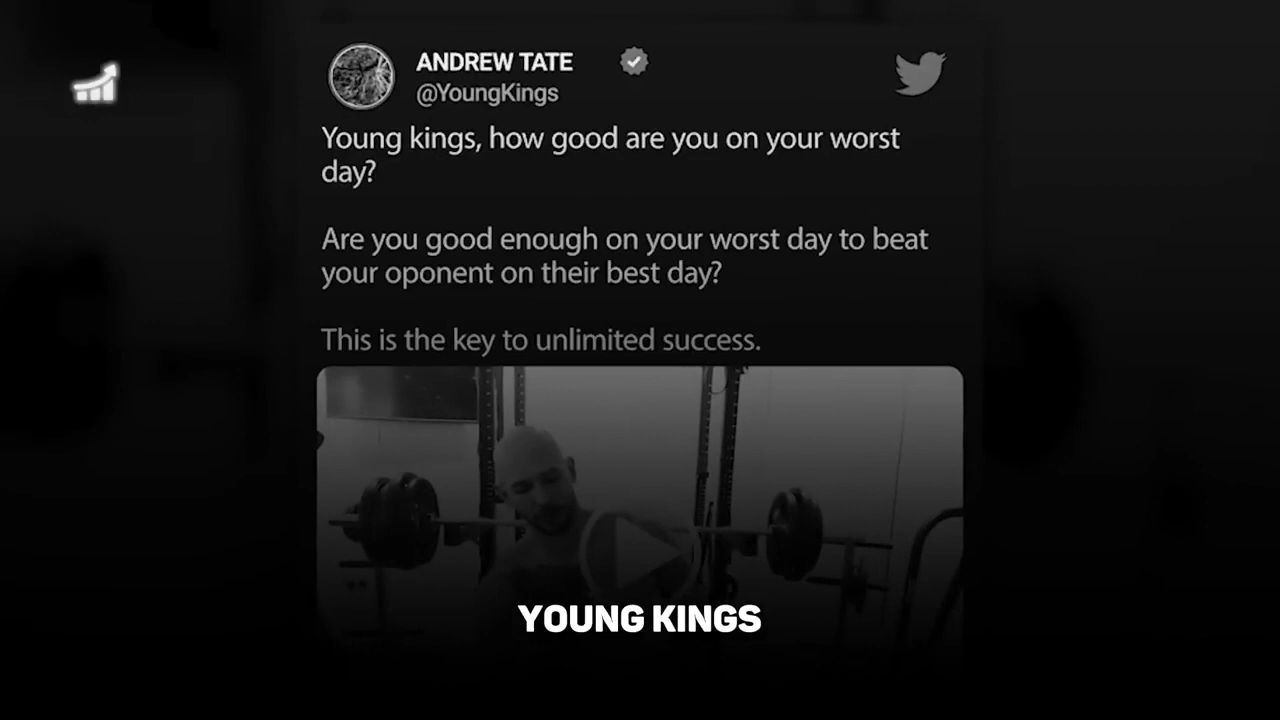 ANDREW TATE
@YoungKings
Young kings, how good are you on your worst
day?
Are you good enough on your worst day to beat
your oponent on their best day?
This is the key to unlimited success.
YOUNG KINGS